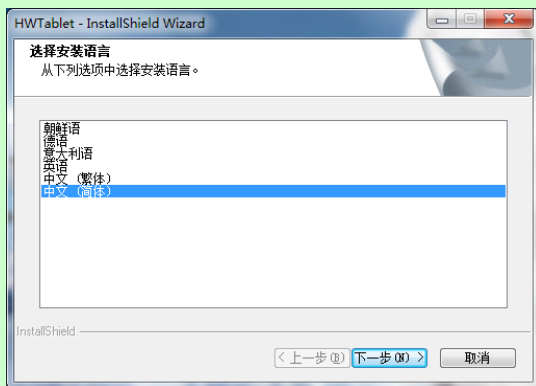 HWTablet - InstallShield Wizard
选择安装语言
从下列选项中选择安装语言。
朝鲜语
德语
意大利语
英语
中文 (繁体)
中文 (简体)
InstallShield
< 上一步(B) 下一步(N) > 取消